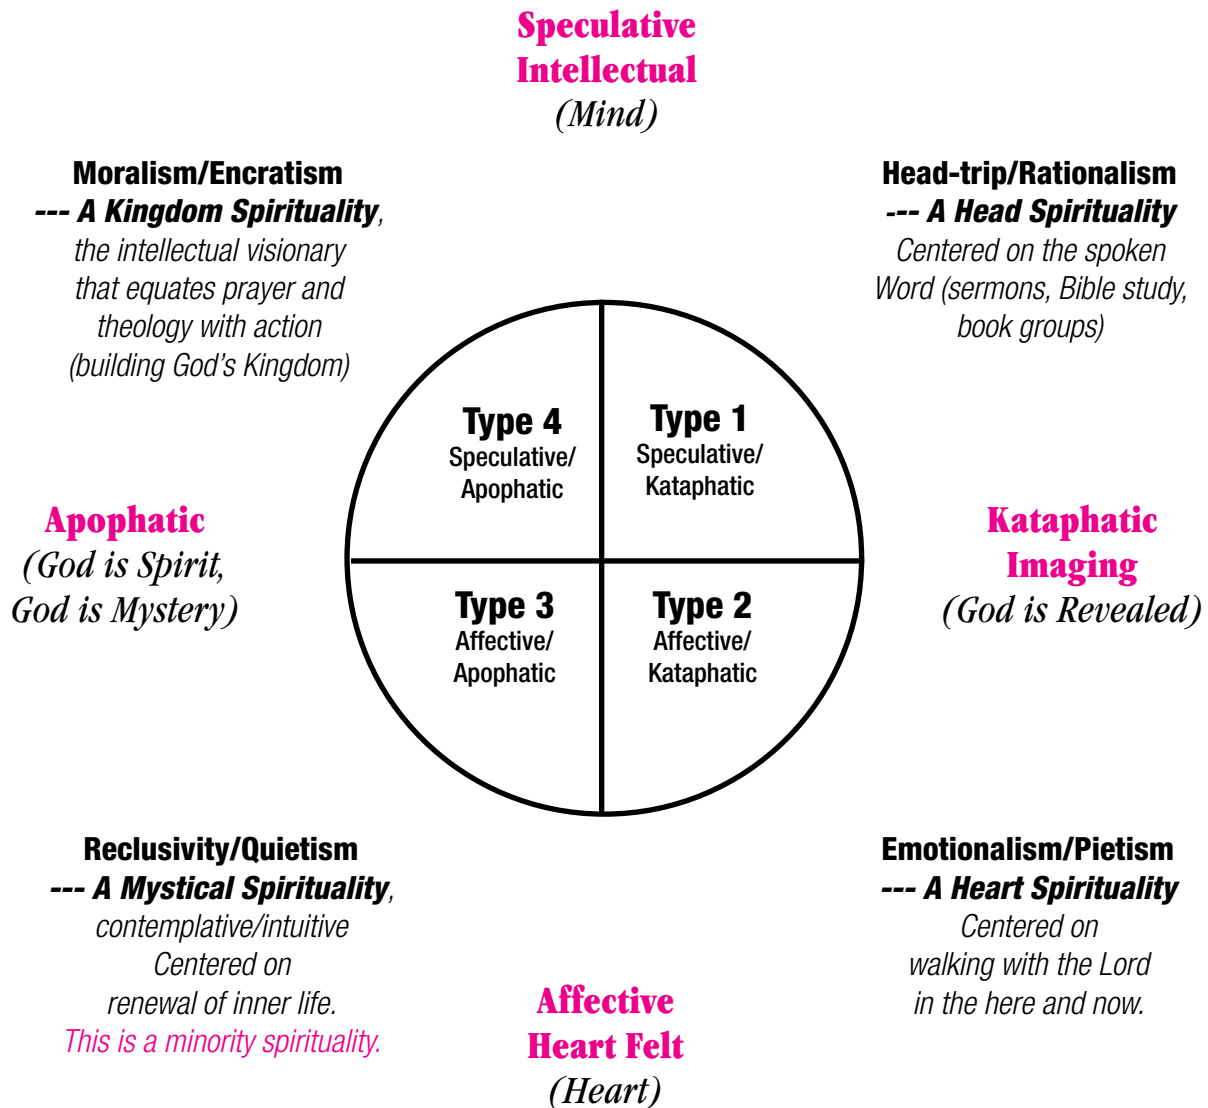 Speculative
Intellectual
(Mind)
Moralism/Encratism
--- A Kingdom Spirituality,
the intellectual visionary
that equates prayer and
theology with action
(building God's Kingdom)
Head-trip/Rationalism
--- A Head Spirituality
Centered on the spoken
Word (sermons, Bible study,
book groups)
Type 4
Speculative/
Apophatic
Type 1
Speculative/
Kataphatic
Apophatic
(God is Spirit,
God is Mystery)
Kataphatic
Imaging
(God is Revealed)
Type 3
Affective/
Apophatic
Type 2
Affective/
Kataphatic
Reclusivity/Quietism
--- A Mystical Spirituality,
contemplative/intuitive
Centered on
renewal of inner life.
This is a minority spirituality.
Emotionalism/Pietism
--- A Heart Spirituality
Centered on
walking with the Lord
in the here and now.
Affective
Heart Felt
(Heart)